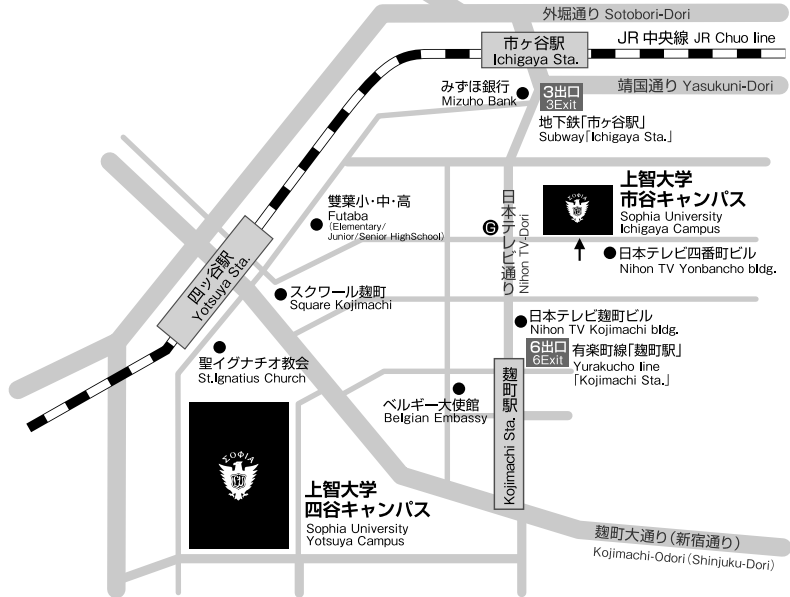 外堀通り Sotobori-Dori
市ヶ谷駅
Ichigaya Sta.
JR 中央線 JR Chuo line
みずほ銀行
Mizuho Bank
3出口
3Exit
靖国通り Yasukuni-Dori
地下鉄「市ヶ谷駅」
Subway「Ichigaya Sta.」
上智大学
市谷キャンパス
Sophia University
Ichigaya Campus
雙葉小・中・高
Futaba
(Elementary/
Junior/Senior HighSchool)
日本テレビ通り
Nihon TV-Dori
G
日本テレビ四番町ビル
Nihon TV Yonbancho bldg.
四ッ谷駅
Yotsuya Sta.
スクワール麹町
Square Kojimachi
日本テレビ麹町ビル
Nihon TV Kojimachi bldg.
6出口
6Exit
有楽町線「麹町駅」
Yurakucho line
「Kojimachi Sta.」
聖イグナチオ教会
St.Ignatius Church
麹町駅
Kojimachi Sta.
ベルギー大使館
Belgian Embassy
ΣΟΦΙΑ
上智大学
四谷キャンパス
Sophia University
Yotsuya Campus
麹町大通り(新宿通り)
Kojimachi-Odori(Shinjuku-Dori)